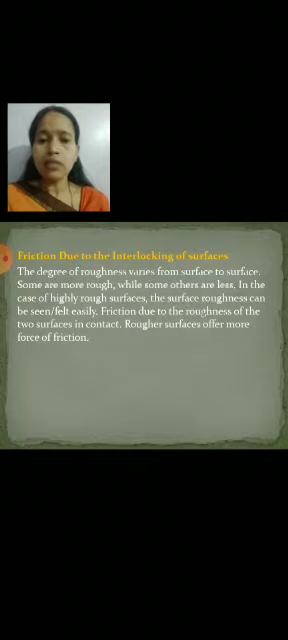 Friction Due to the Interlocking of surfaces
The degree of roughness varies from surface to surface.
Some are more rough, while some others are less. In the
case of highly rough surfaces, the surface roughness can
be seen/felt easily. Friction due to the roughness of the
two surfaces in contact. Rougher surfaces offer more
force of friction.